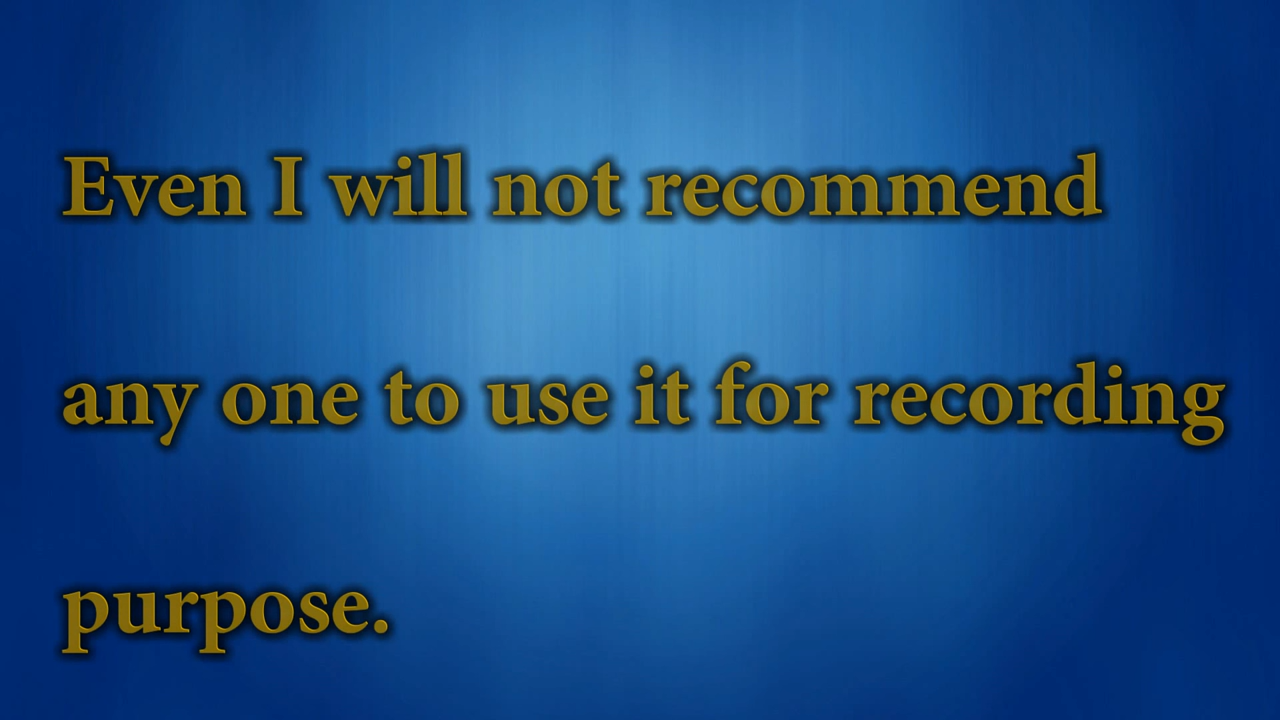 Even I will not recommend
any one to use it for recording
purpose.